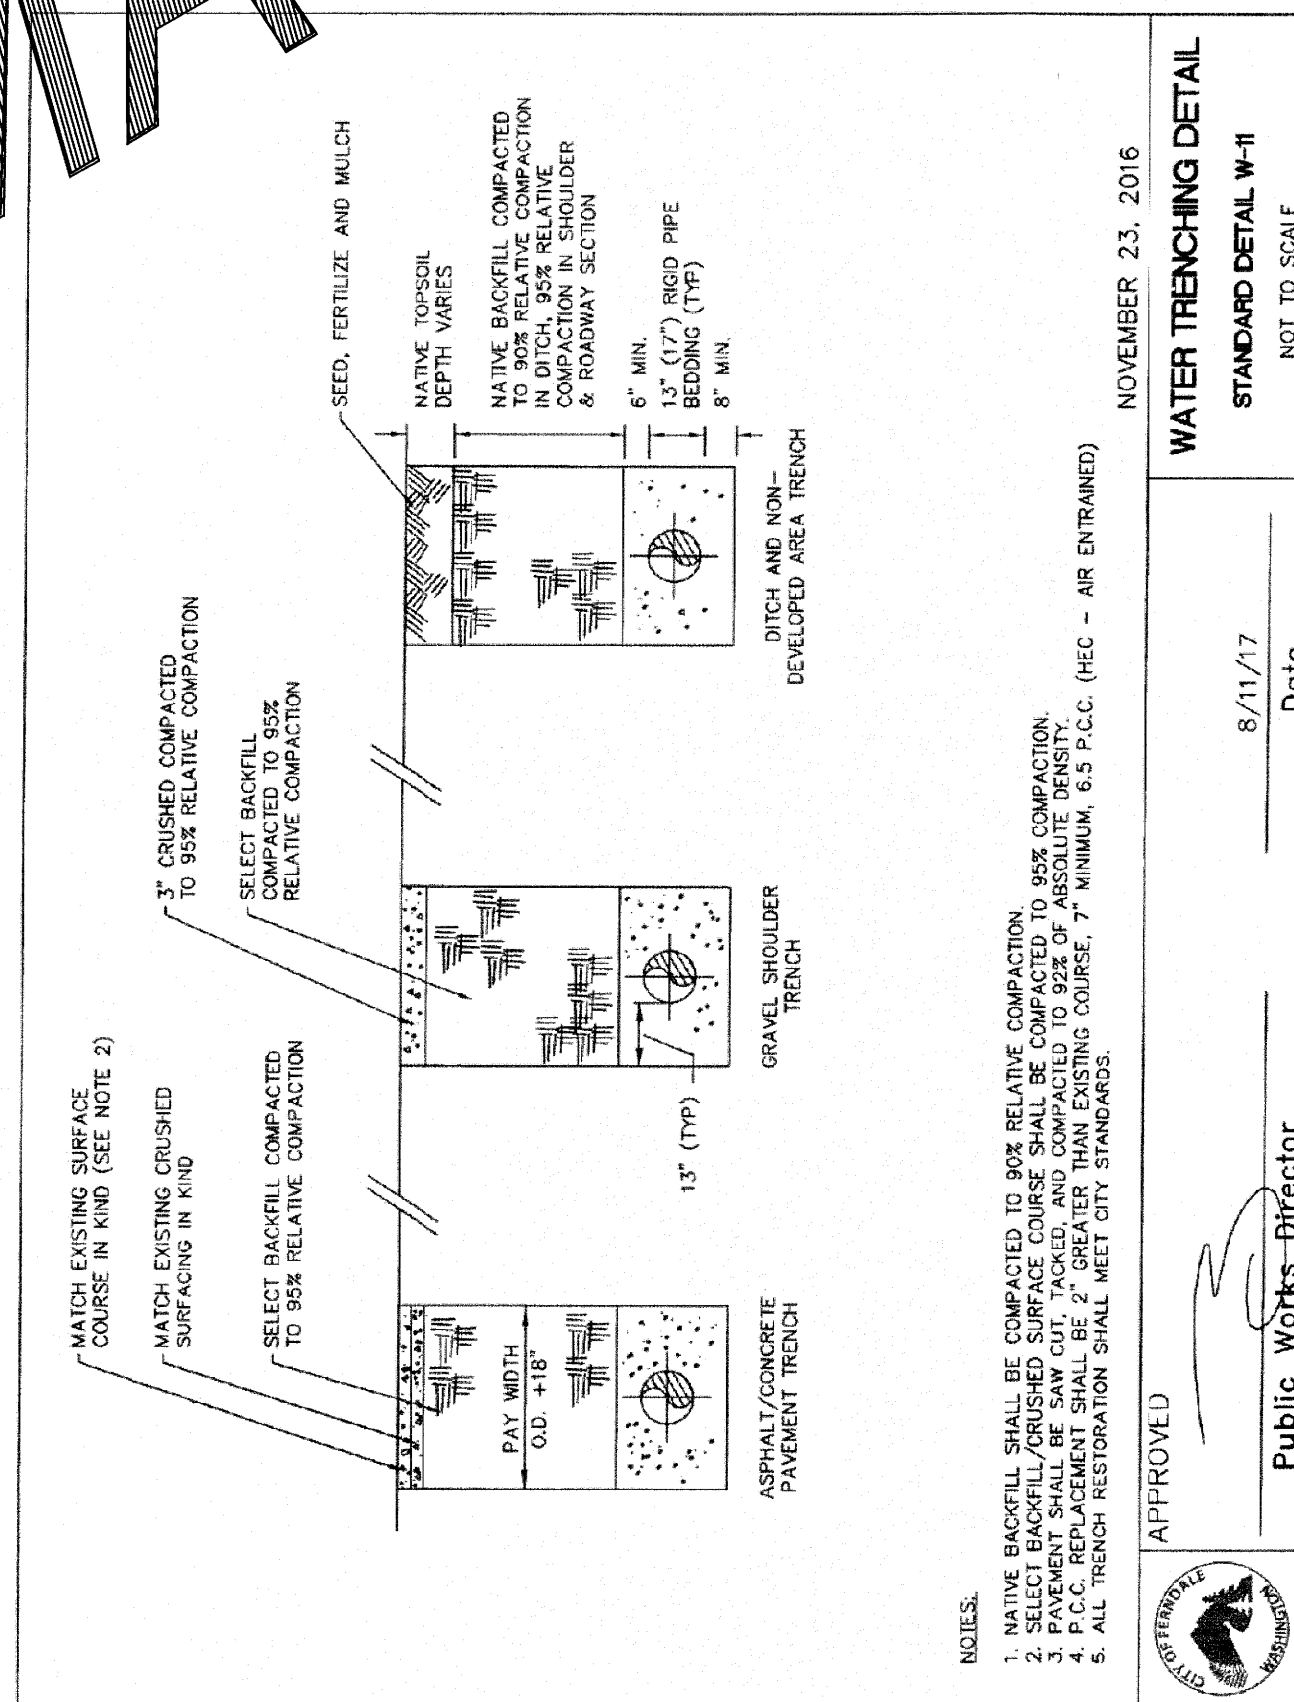 MATCH EXISTING SURFACE
COURSE IN KIND (SEE NOTE 2)
MATCH EXISTING CRUSHED
SURFACING IN KIND
SELECT BACKFILL COMPACTED
TO 95% RELATIVE COMPACTION
3" CRUSHED COMPACTED
TO 95% RELATIVE COMPACTION
SELECT BACKFILL
COMPACTED TO 95%
RELATIVE COMPACTION
SEED, FERTILIZE AND MULCH
NATIVE TOPSOIL
DEPTH VARIES
NATIVE BACKFILL COMPACTED
TO 90% RELATIVE COMPACTION
IN DITCH, 95% RELATIVE
COMPACTION IN SHOULDER
& ROADWAY SECTION
6" MIN.
13" (17") RIGID PIPE
BEDDING (TYP)
8" MIN.
PAY WIDTH
O.D. +18"
13" (TYP)
ASPHALT/CONCRETE
PAVEMENT TRENCH
GRAVEL SHOULDER
TRENCH
DITCH AND NON-
DEVELOPED AREA TRENCH
NOTES:
1. NATIVE BACKFILL SHALL BE COMPACTED TO 90% RELATIVE COMPACTION.
2. SELECT BACKFILL/CRUSHED SURFACE COURSE SHALL BE COMPACTED TO 95% COMPACTION.
3. PAVEMENT SHALL BE SAW CUT, TACKED, AND COMPACTED TO 92% OF ABSOLUTE DENSITY.
4. P.C.C. REPLACEMENT SHALL BE 2" GREATER THAN EXISTING COURSE, 7" MINIMUM, 6.5 P.C.C. (HEC - AIR ENTRAINED)
5. ALL TRENCH RESTORATION SHALL MEET CITY STANDARDS.
NOVEMBER 23, 2016
CITY OF FERNDALE
WASHINGTON
APPROVED
8/11/17
Public Works Director
Date
WATER TRENCHING DETAIL
STANDARD DETAIL W-11
NOT TO SCALE